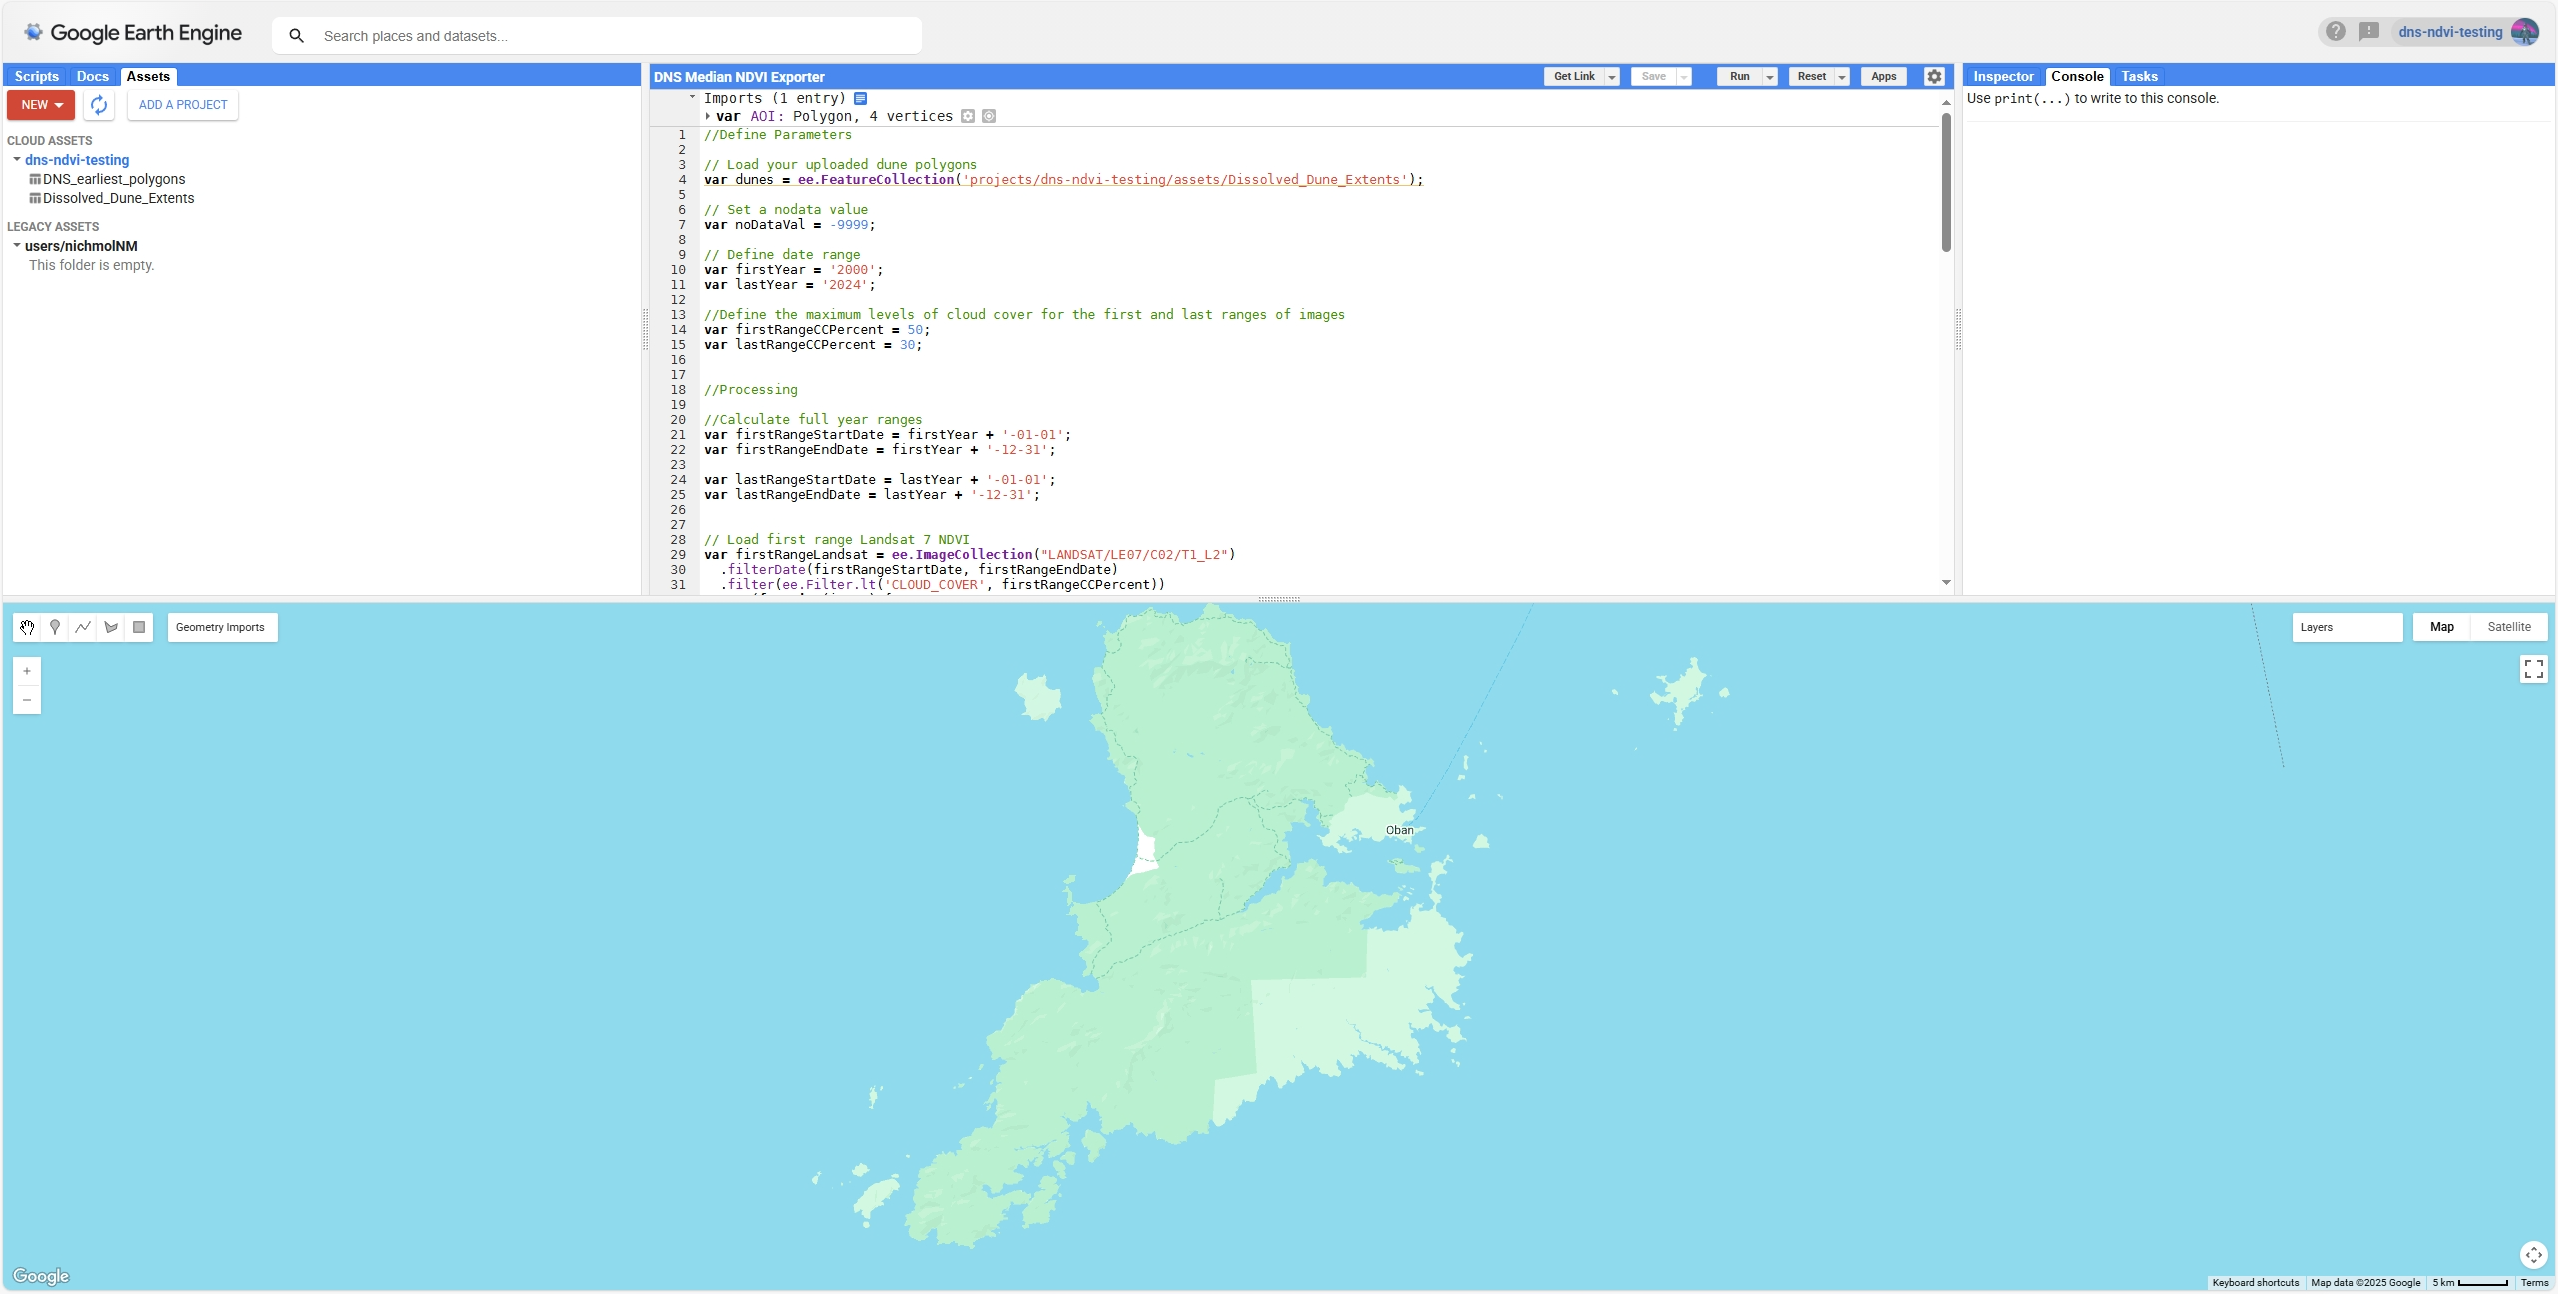 Google Earth Engine
Search places and datasets...
dns-ndvi-testing
Scripts Docs Assets
NEW
ADD A PROJECT
CLOUD ASSETS
dns-ndvi-testing
DNS_earliest_polygons
Dissolved_Dune_Extents
LEGACY ASSETS
users/nichmolNM
This folder is empty.
DNS Median NDVI Exporter
Get Link Save Run Reset Apps
Imports (1 entry)
var AOI: Polygon, 4 vertices
1 //Define Parameters
2
3 // Load your uploaded dune polygons
4 var dunes = ee.FeatureCollection('projects/dns-ndvi-testing/assets/Dissolved_Dune_Extents');
5
6 // Set a nodata value
7 var noDataVal = -9999;
8
9 // Define date range
10 var firstYear = '2000';
11 var lastYear = '2024';
12
13 //Define the maximum levels of cloud cover for the first and last ranges of images
14 var firstRangeCCPercent = 50;
15 var lastRangeCCPercent = 30;
16
17
18 //Processing
19
20 //Calculate full year ranges
21 var firstRangeStartDate = firstYear + '-01-01';
22 var firstRangeEndDate = firstYear + '-12-31';
23
24 var lastRangeStartDate = lastYear + '-01-01';
25 var lastRangeEndDate = lastYear + '-12-31';
26
27
28 // Load first range Landsat 7 NDVI
29 var firstRangeLandsat = ee.ImageCollection("LANDSAT/LE07/C02/T1_L2")
30 .filterDate(firstRangeStartDate, firstRangeEndDate)
31 .filter(ee.Filter.lt('CLOUD_COVER', firstRangeCCPercent))
Inspector Console Tasks
Use print(...) to write to this console.
Geometry Imports
Layers
Map Satellite
Oban
Google
Keyboard shortcuts Map data ©2025 Google 5 km Terms